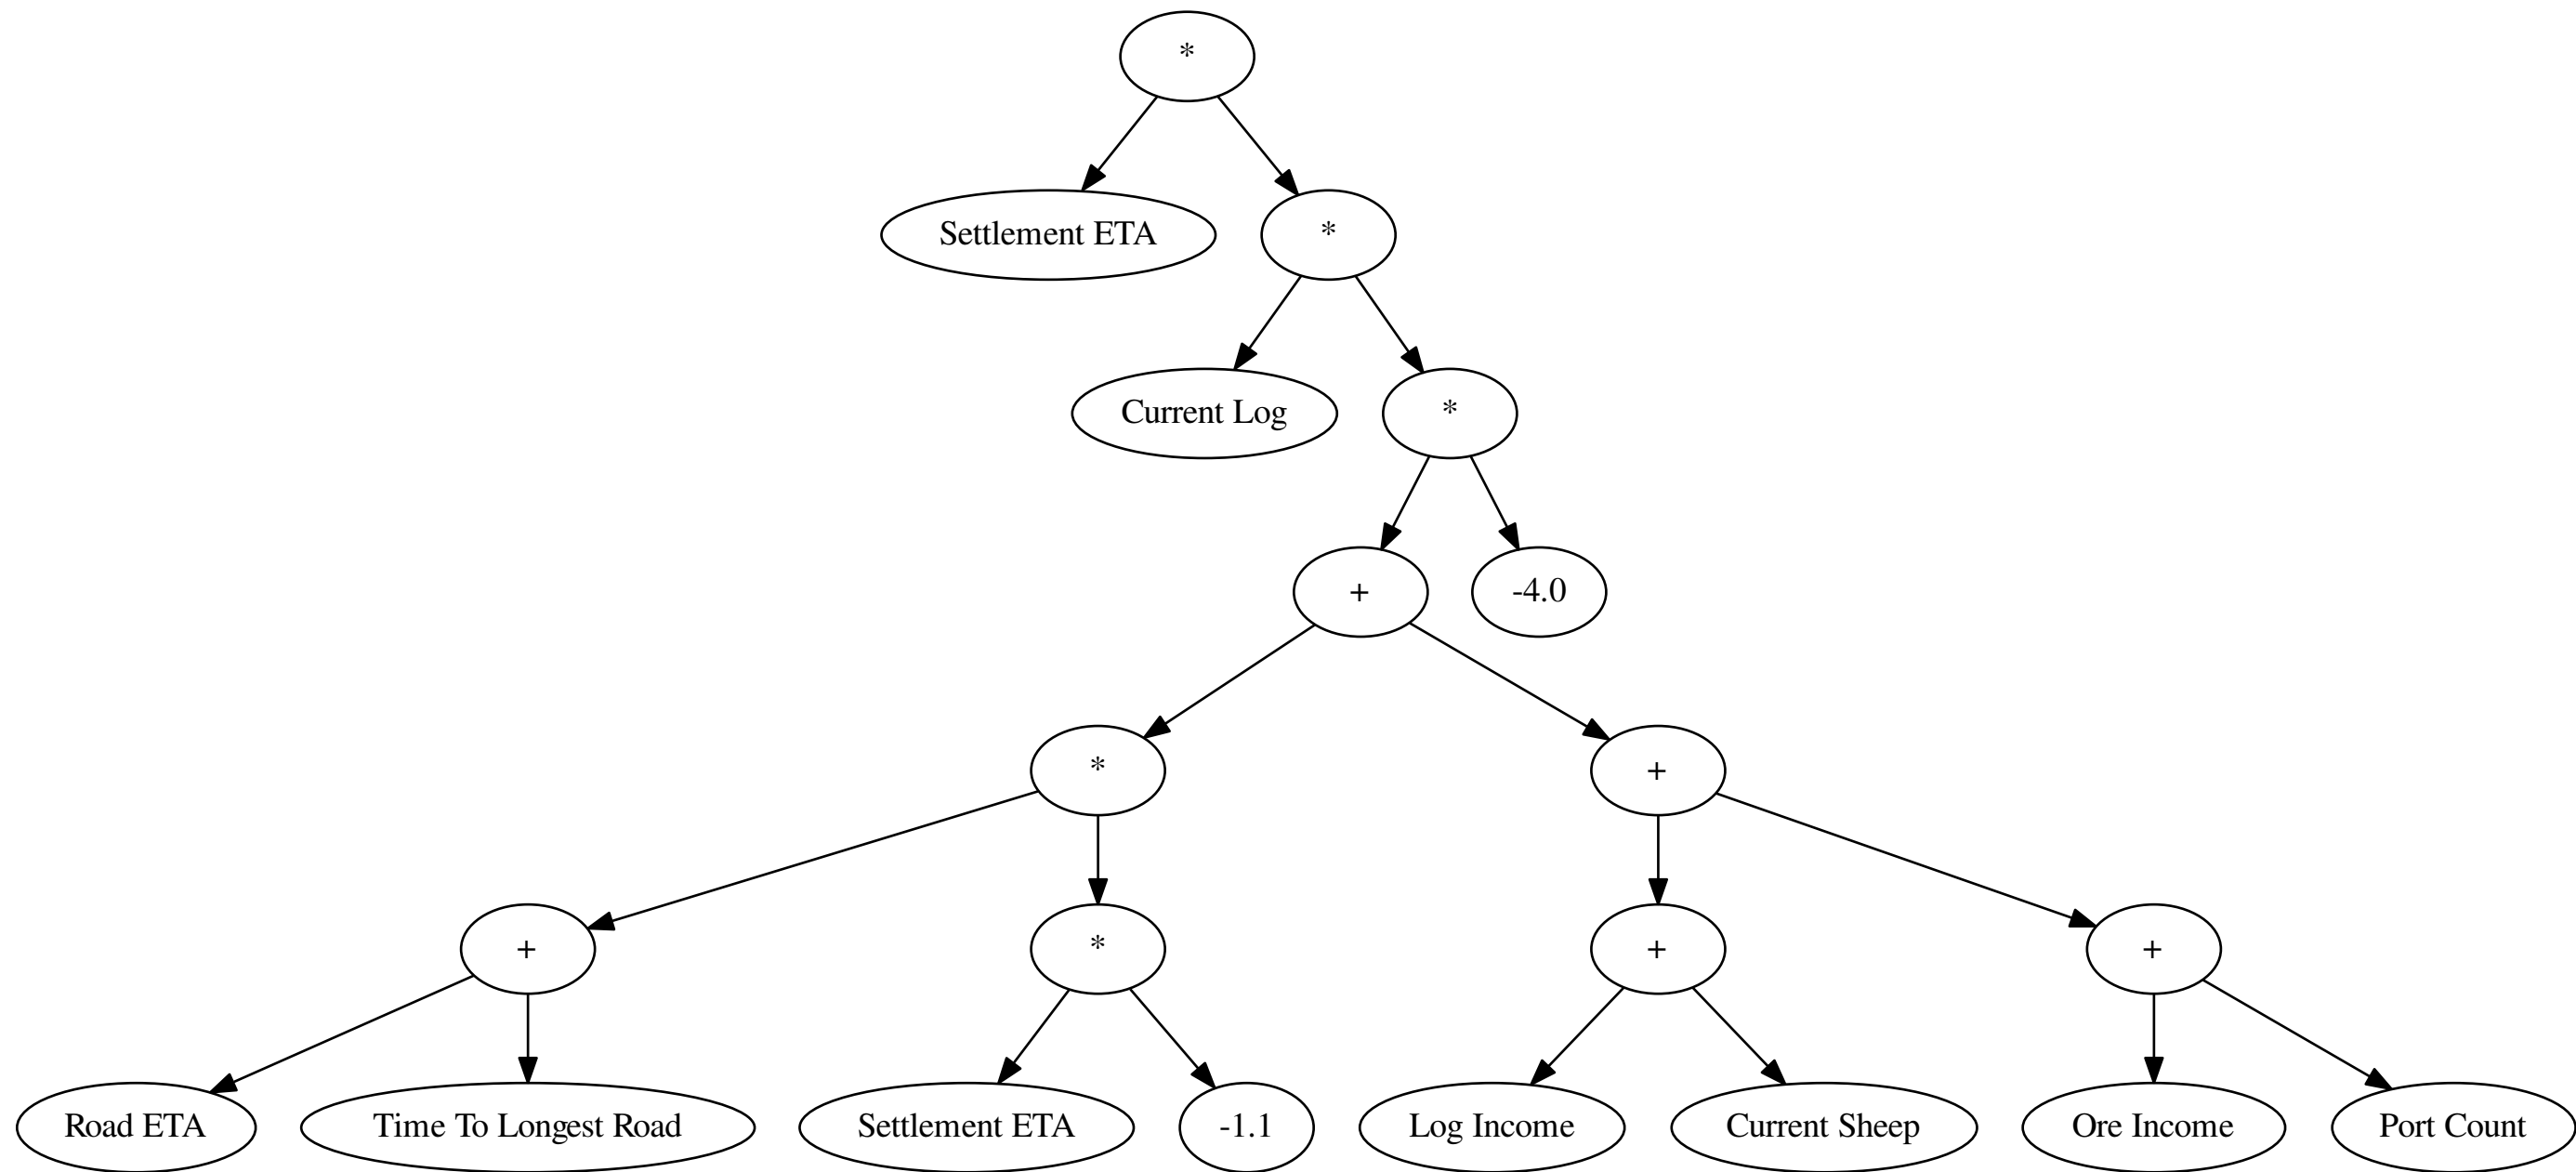 *
Settlement ETA
*
Current Log
*
+
-4.0
*
+
+
*
+
+
Road ETA
Time To Longest Road
Settlement ETA
-1.1
Log Income
Current Sheep
Ore Income
Port Count